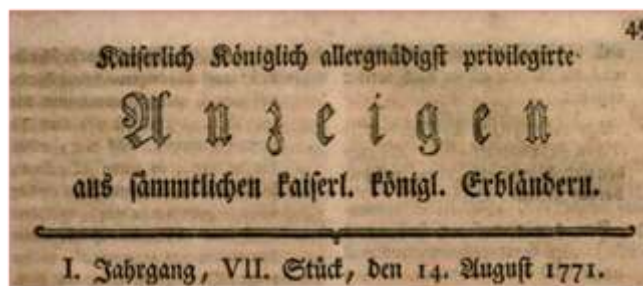 Kaiserlich Königlich allergnädigst privilegirte
Anzeigen
aus sämmtlichen kaiserl. königl. Erbländern.
I. Jahrgang, VII. Stück, den 14. August 1771.